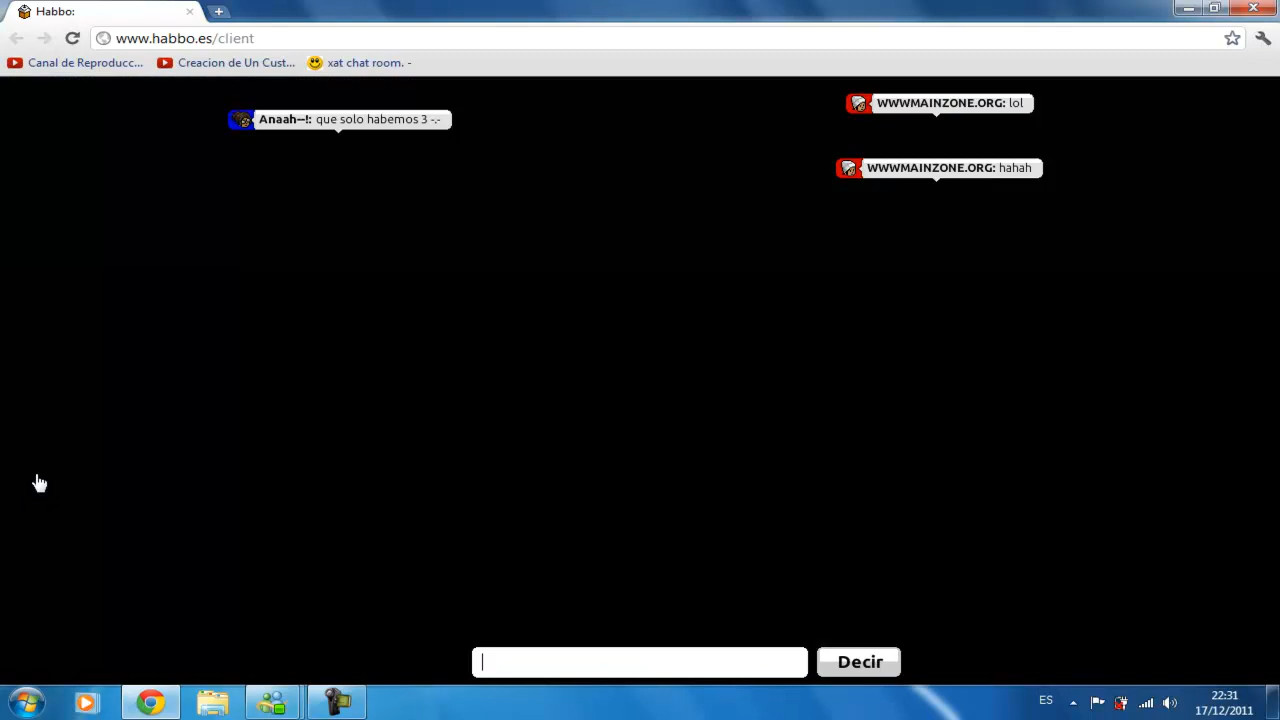 Habbo:
www.habbo.es/client
Canal de Reproducc... Creacion de Un Cust... xat chat room. -
WWWMAINZONE.ORG: lol
Anaah--!: que solo habemos 3 -.-
WWWMAINZONE.ORG: hahah
Decir
ES
22:31
17/12/2011